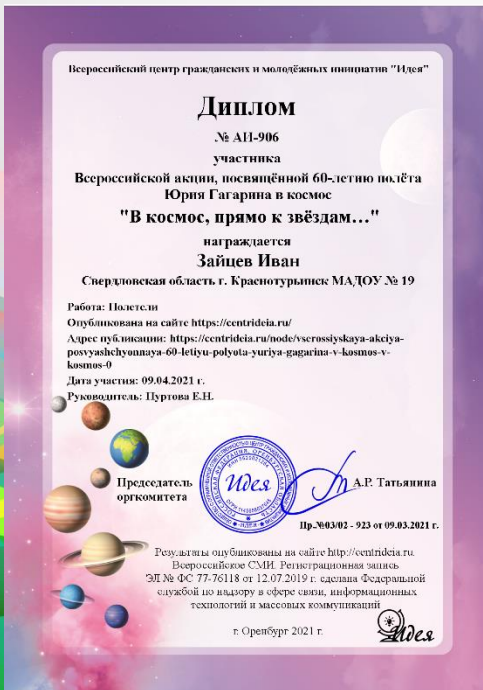 Всероссийский центр гражданских и молодёжных инициатив "Идея"
Диплом
№ АИ-906
участника
Всероссийской акции, посвящённой 60-летию полёта
Юрия Гагарина в космос
"В космос, прямо к звёздам…"
награждается
Зайцев Иван
Свердловская область г. Краснотурьинск МАДОУ № 19
Работа: Полетели
Опубликована на сайте https://centrideia.ru/
Адрес публикации: https://centrideia.ru/node/vserossiyskaya-akciya-
posvyashchyonnaya-60-letiyu-polyota-yuriya-gagarina-v-kosmos-v-
kosmos-0
Дата участия: 09.04.2021 г.
Руководитель: Пуртова Е.Н.
Председатель
оргкомитета
Идея
А.Р. Татьянина
Пр.№03/02 - 923 от 09.03.2021 г.
Результаты опубликованы на сайте http://centrideia.ru.
Всероссийское СМИ. Регистрационная запись
ЭЛ № ФС 77-76118 от 12.07.2019 г. сделана Федеральной
службой по надзору в сфере связи, информационных
технологий и массовых коммуникаций
г. Оренбург 2021 г.
Идея